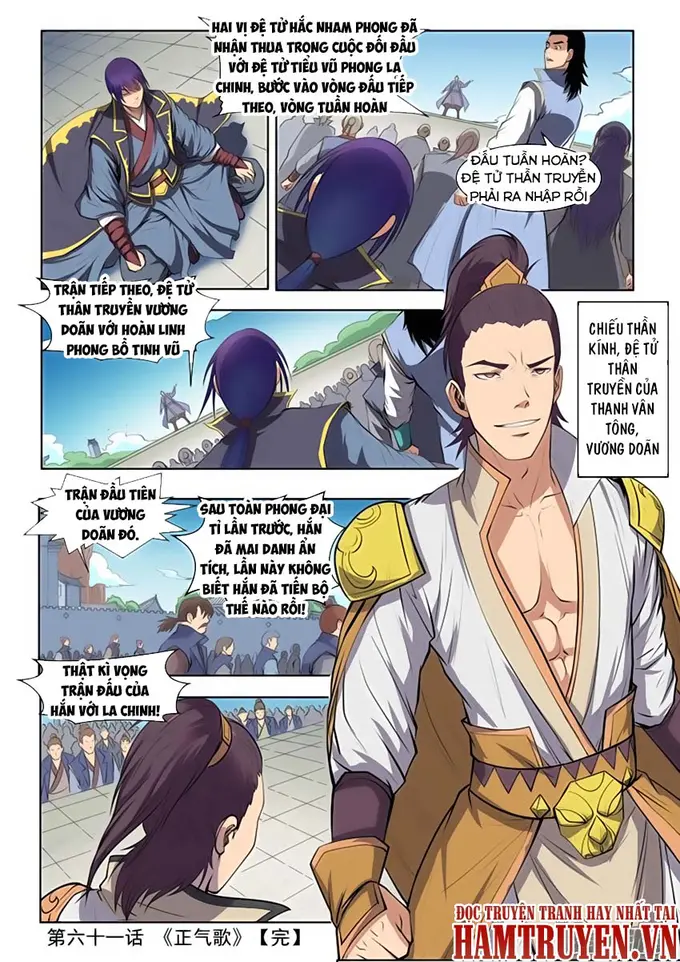 HAI VỊ ĐỆ TỬ HẮC NHAM PHONG ĐÃ
NHẬN THUA TRONG CUỘC ĐỐI ĐẦU
VỚI ĐỆ TỬ TIỂU VŨ PHONG LA
CHINH, BƯỚC VÀO VÒNG ĐẤU TIẾP
THEO, VÒNG TUẦN HOÀN
ĐẤU TUẦN HOÀN?
ĐỆ TỬ THÂN TRUYỀN
PHẢI RA NHẬP RỒI
TRẬN TIẾP THEO, ĐỆ TỬ
THÂN TRUYỀN VƯƠNG
DOÃN VỚI HOÀN LINH
PHONG BỒ TINH VŨ
CHIẾU THẦN
KÍNH, ĐỆ TỬ
THÂN
TRUYỀN CỦA
THANH VÂN
TÔNG,
VƯƠNG DOÃN
TRẬN ĐẦU TIÊN
CỦA VƯƠNG
DOÃN ĐÓ.
SAU TOÀN PHONG ĐẠI
TỈ LẦN TRƯỚC, HẮN
ĐÃ MAI DANH ẨN
TÍCH, LẦN NÀY KHÔNG
BIẾT HẮN ĐÃ TIẾN BỘ
THẾ NÀO RỒI!
THẬT KÌ VỌNG
TRẬN ĐẤU CỦA
HẮN VỚI LA CHINH!
第六十一话 《正气歌》【完】
ĐỌC TRUYỆN TRANH HAY NHẤT TẠI
HAMTRUYEN.VN